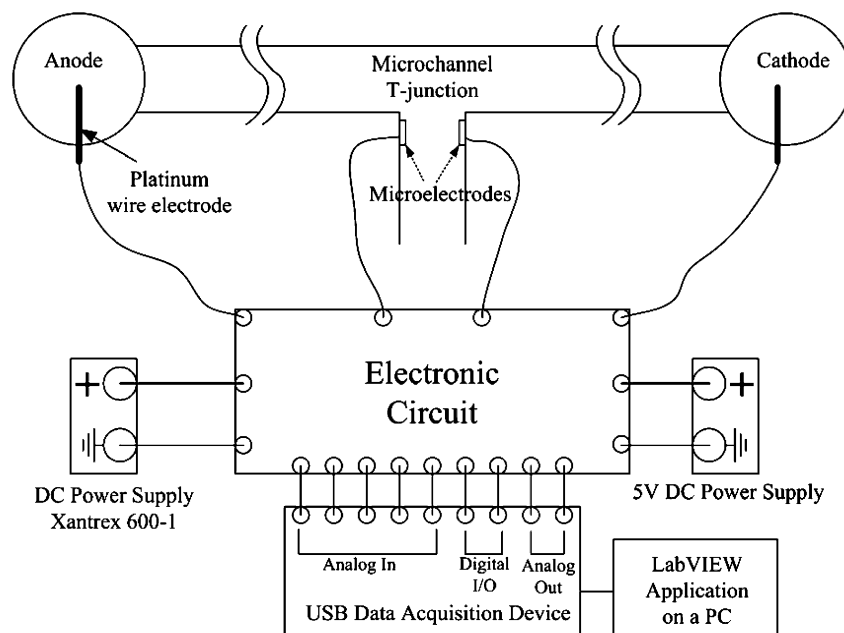 Anode
Microchannel
T-junction
Cathode
Platinum
wire electrode
Microelectrodes
Electronic
Circuit
+
+
DC Power Supply
Xantrex 600-1
5V DC Power Supply
Analog In
Digital
I/O
Analog
Out
USB Data Acquisition Device
LabVIEW
Application
on a PC